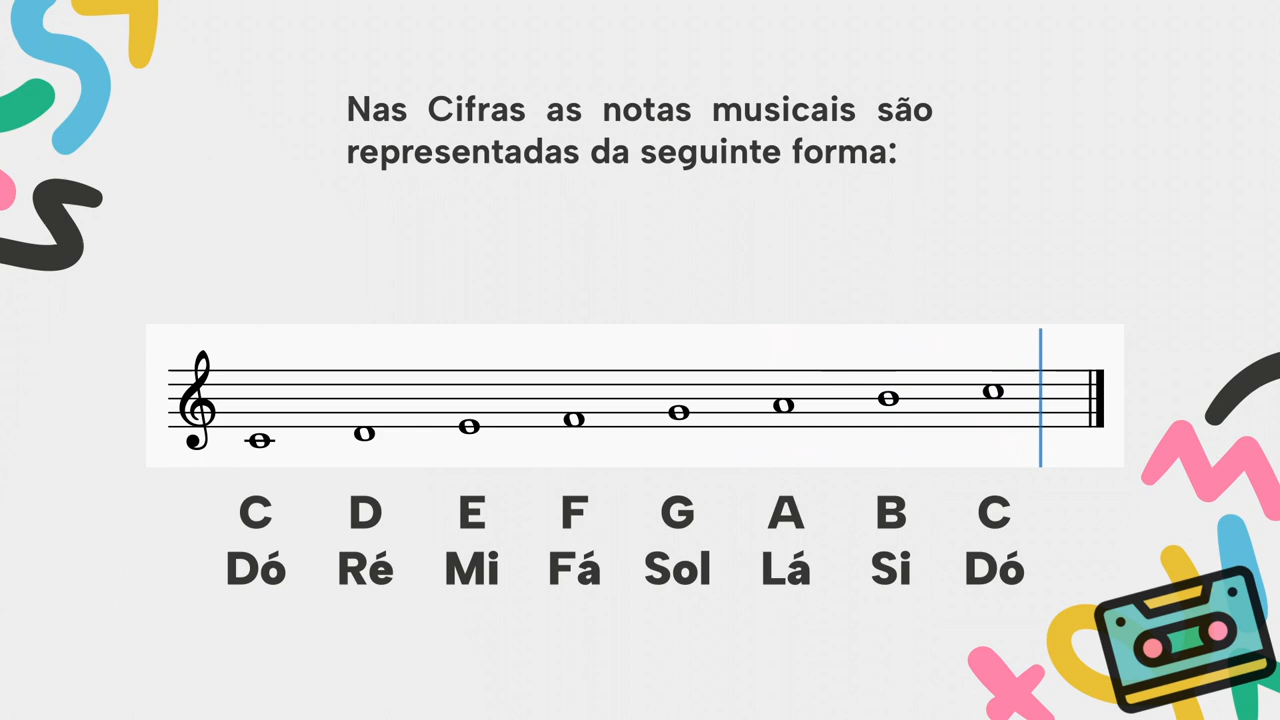 Nas Cifras as notas musicais são
representadas da seguinte forma:
C D E F G A B C
Dó Ré Mi Fá Sol Lá Si Dó